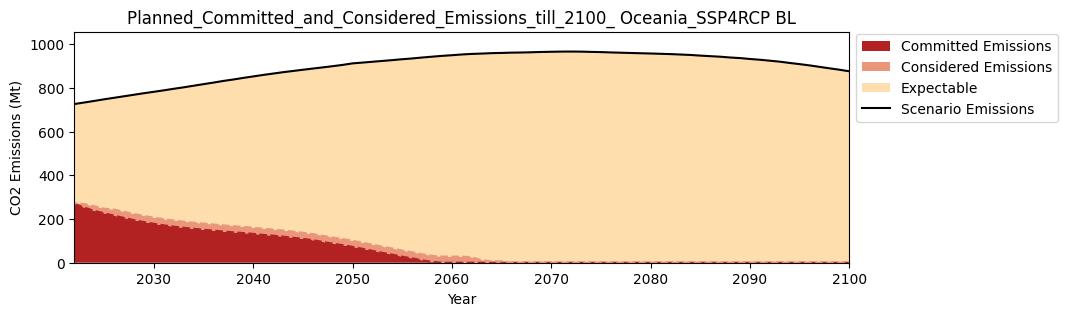 Planned_Committed_and_Considered_Emissions_till_2100_ Oceania_SSP4RCP BL
1000
800
600
400
200
0
CO2 Emissions (Mt)
2030
2040
2050
2060
2070
2080
2090
2100
Year
Committed Emissions
Considered Emissions
Expectable
Scenario Emissions